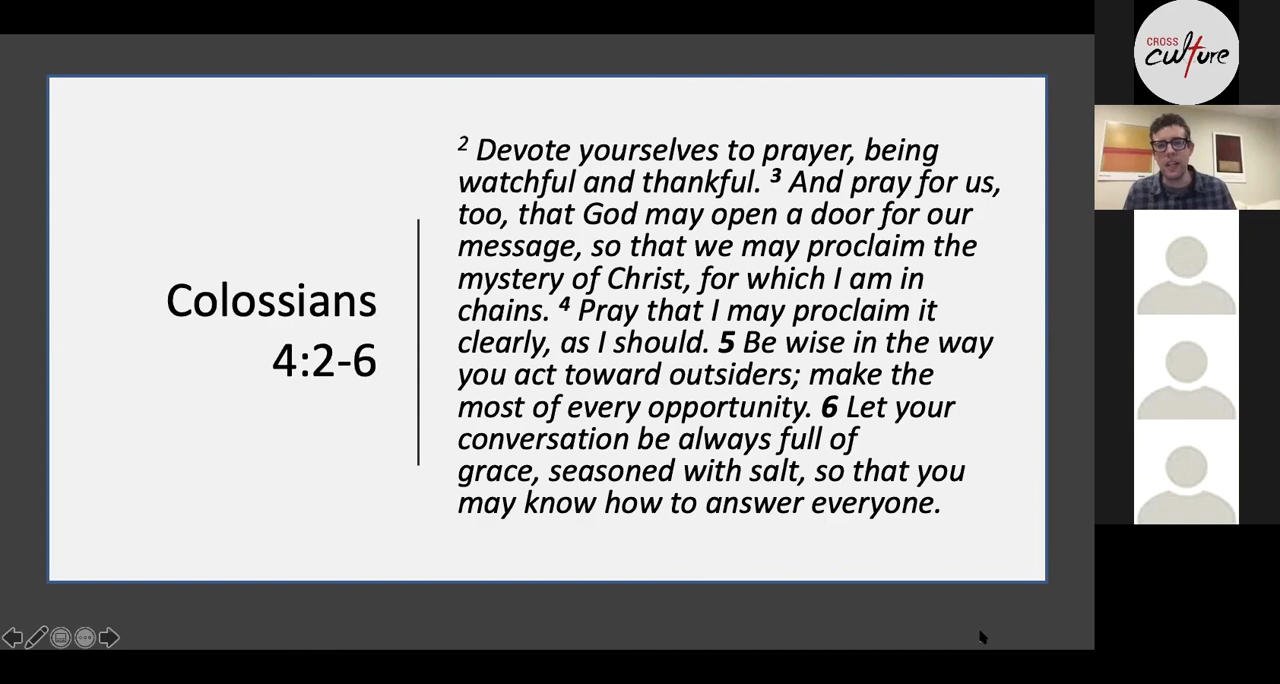 Colossians
4:2-6
2 Devote yourselves to prayer, being
watchful and thankful. 3 And pray for us,
too, that God may open a door for our
message, so that we may proclaim the
mystery of Christ, for which I am in
chains. 4 Pray that I may proclaim it
clearly, as I should. 5 Be wise in the way
you act toward outsiders; make the
most of every opportunity. 6 Let your
conversation be always full of
grace, seasoned with salt, so that you
may know how to answer everyone.
CROSS
culture